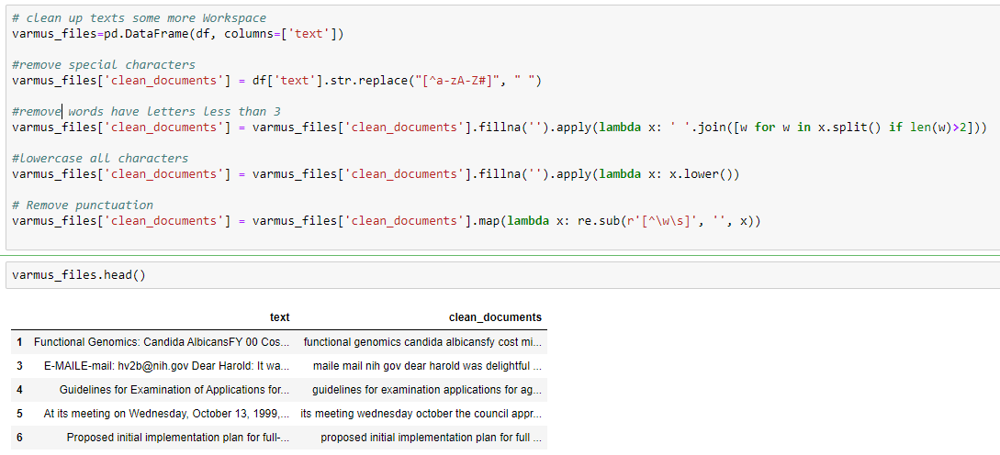 # clean up texts some more Workspace
varmus_files=pd.DataFrame(df, columns=['text'])
#remove special characters
varmus_files['clean_documents'] = df['text'].str.replace("[^a-zA-Z#]", " ")
#remove words have letters less than 3
varmus_files['clean_documents'] = varmus_files['clean_documents'].fillna('').apply(lambda x: ' '.join([w for w in x.split() if len(w)>2]))
#lowercase all characters
varmus_files['clean_documents'] = varmus_files['clean_documents'].fillna('').apply(lambda x: x.lower())
# Remove punctuation
varmus_files['clean_documents'] = varmus_files['clean_documents'].map(lambda x: re.sub(r'[^\w\s]', '', x))
varmus_files.head()
text clean_documents
1 Functional Genomics: Candida AlbicansFY 00 Cos... functional genomics candida albicansfy cost mi...
3 E-MAILE-mail: hv2b@nih.gov Dear Harold: It wa... maile mail nih gov dear harold was delightful ...
4 Guidelines for Examination of Applications for... guidelines for examination applications for ag...
5 At its meeting on Wednesday, October 13, 1999,... its meeting wednesday october the council appr...
6 Proposed initial implementation plan for full-... proposed initial implementation plan for full ...